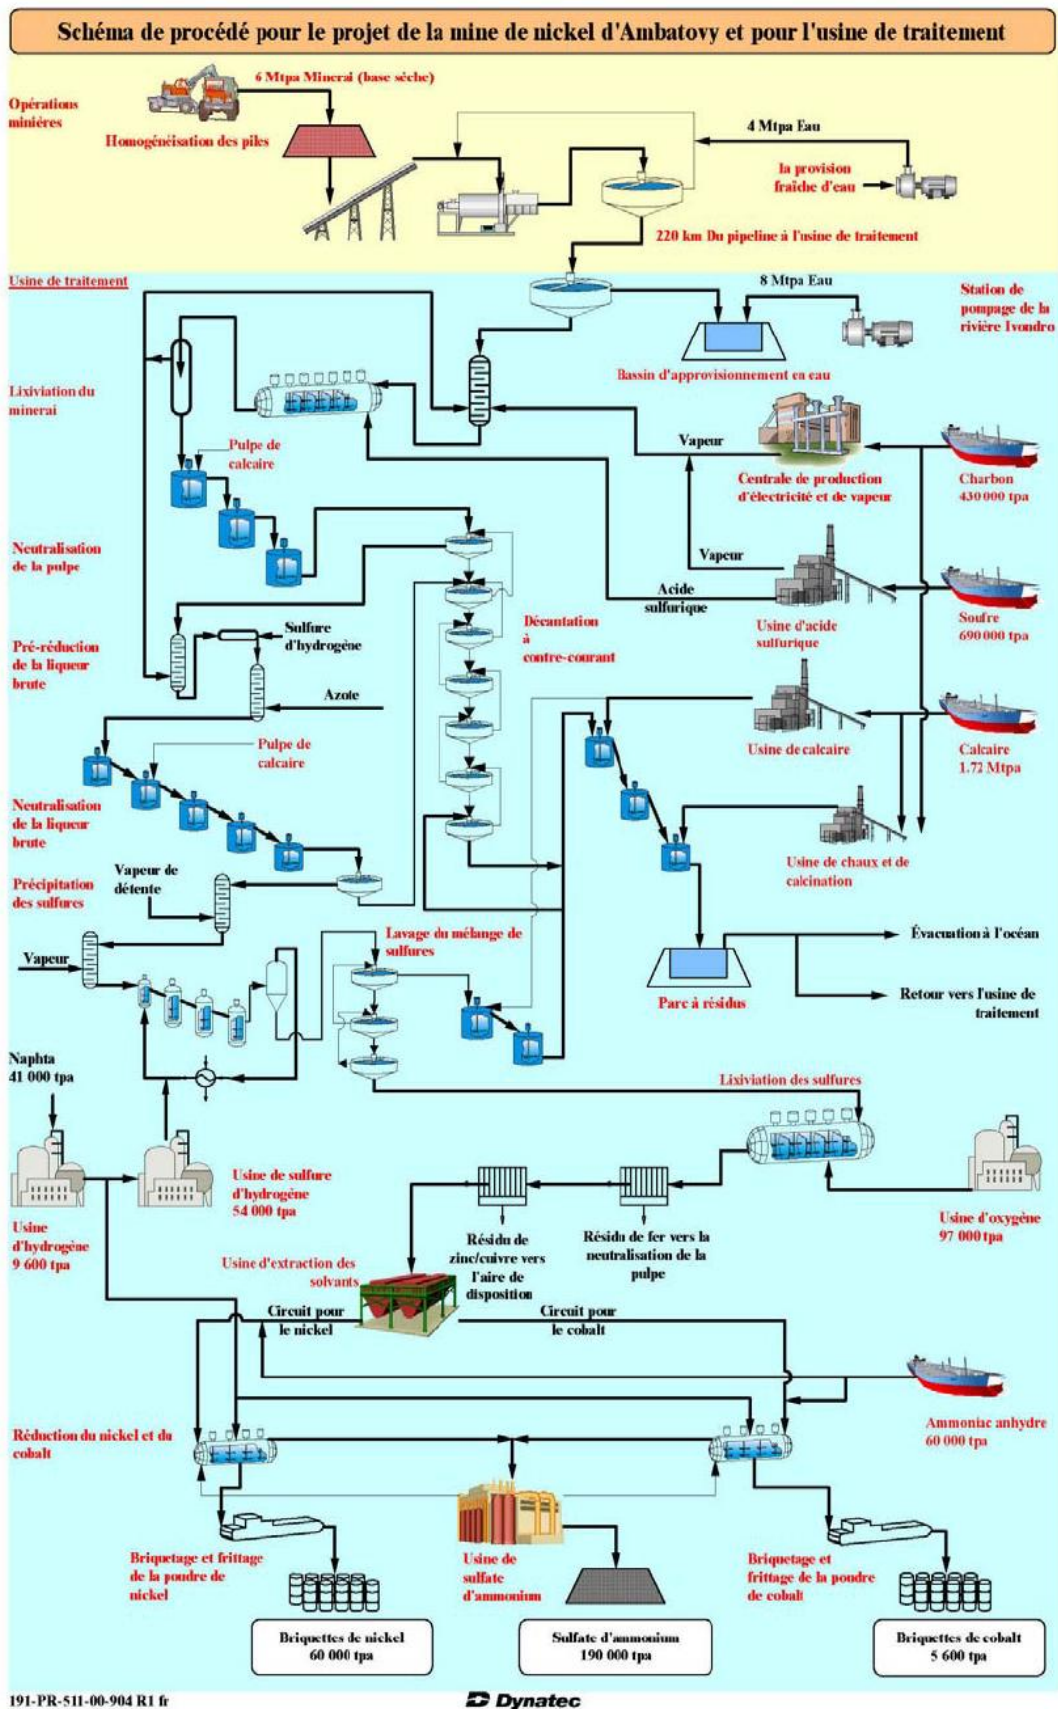 Schéma de procédé pour le projet de la mine de nickel d'Ambatovy et pour l'usine de traitement
Opérations
minières
6 Mtpa Minerai (base séche)
Homogénéisation des piles
4 Mtpa Eau
la provision
fraîche d'eau
220 km Du pipeline à l'usine de traitement
Usine de traitement
8 Mtpa Eau
Station de
pompage de la
rivière Ivondro
Bassin d'approvisionnement en eau
Lixiviation du
minerai
Pulpe de
calcaire
Vapeur
Centrale de production
d'électricité et de vapeur
Charbon
430 000 tpa
Neutralisation
de la pulpe
Vapeur
Acide
sulfurique
Usine d'acide
sulfurique
Soufre
690 000 tpa
Décantation
à
contre-courant
Pré-réduction
de la liqueur
brute
Sulfure
d'hydrogène
Azote
Usine de calcaire
Calcaire
1.72 Mtpa
Pulpe de
calcaire
Neutralisation
de la liqueur
brute
Usine de chaux et de
calcination
Précipitation
des sulfures
Vapeur de
détente
Lavage du mélange de
sulfures
Évacuation à l'océan
Vapeur
Parc à résidus
Retour vers l'usine de
traitement
Naphta
41 000 tpa
Lixiviation des sulfures
Usine de sulfure
d'hydrogène
54 000 tpa
Usine
d'hydrogène
9 600 tpa
Résidu de
zinc/cuivre vers
l'aire de
disposition
Résidu de fer vers la
neutralisation de la
pulpe
Usine d'oxygène
97 000 tpa
Usine d'extraction des
solvants
Circuit pour
le nickel
Circuit pour
le cobalt
Ammoniac anhydre
60 000 tpa
Réduction du nickel et du
cobalt
Briquetage et frittage
de la poudre de
nickel
Usine de
sulfate
d'ammonium
Briquetage et
frittage de la poudre
de cobalt
Briquettes de nickel
60 000 tpa
Sulfate d'ammonium
190 000 tpa
Briquettes de cobalt
5 600 tpa
191-PR-511-00-904 R1 fr
Dynatec